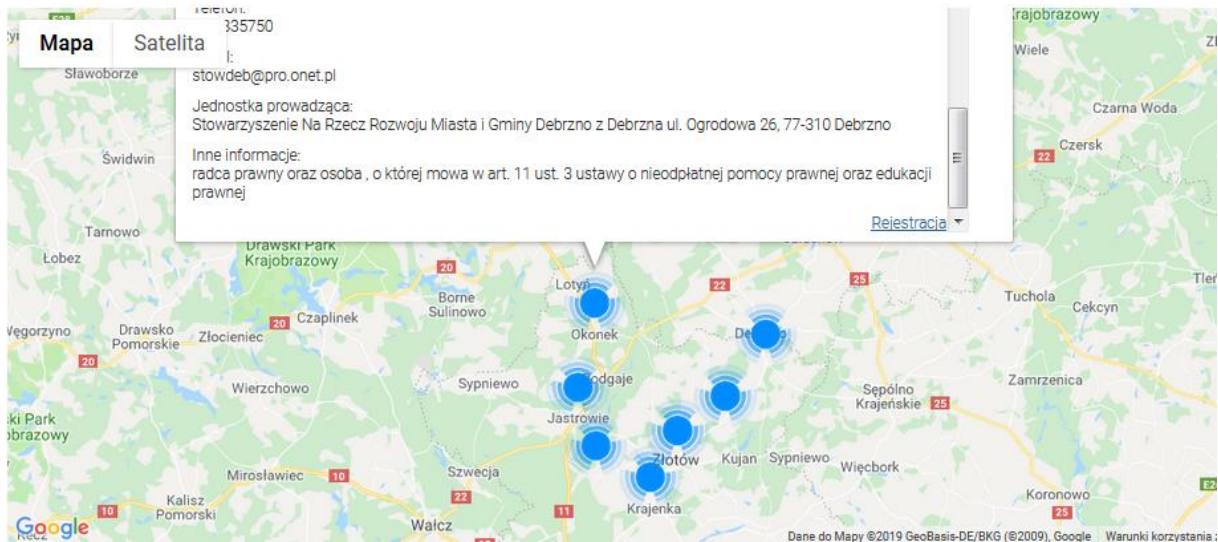 Telefon:
335750
Mapa
Satelita
stowdeb@pro.onet.pl
Jednostka prowadząca:
Stowarzyszenie Na Rzecz Rozwoju Miasta i Gminy Debrzno z Debrzna ul. Ogrodowa 26, 77-310 Debrzno
Inne informacje:
radca prawny oraz osoba , o której mowa w art. 11 ust. 3 ustawy o nieodpłatnej pomocy prawnej oraz edukacji
prawnej
Rejestracja
Krajobrazowy
Wiele
Sławoborze
Czarna Woda
Czersk
22
Świdwin
Tarnowo
Łobez
Drawski Park
Krajobrazowy
20
Lotyń
22
25
Borne
Sulinowo
Tuchola
Cekcyn
Węgorzyno
Drawsko
Pomorskie
Złocieniec
20
Czaplinek
Okonek
20
Wierzchowo
Sypniewo
Sępólno
Krajeńskie
25
Zamrzenica
Jastrowie
Złotów
Kujan
Sypniewo
Więcbork
Mirosławiec
10
Szwecja
22
Krajenka
Koronowo
25
Kalisz
Pomorski
10
11
Wałcz
Google
Dane do Mapy ©2019 GeoBasis-DE/BKG (©2009), Google
Warunki korzystania z